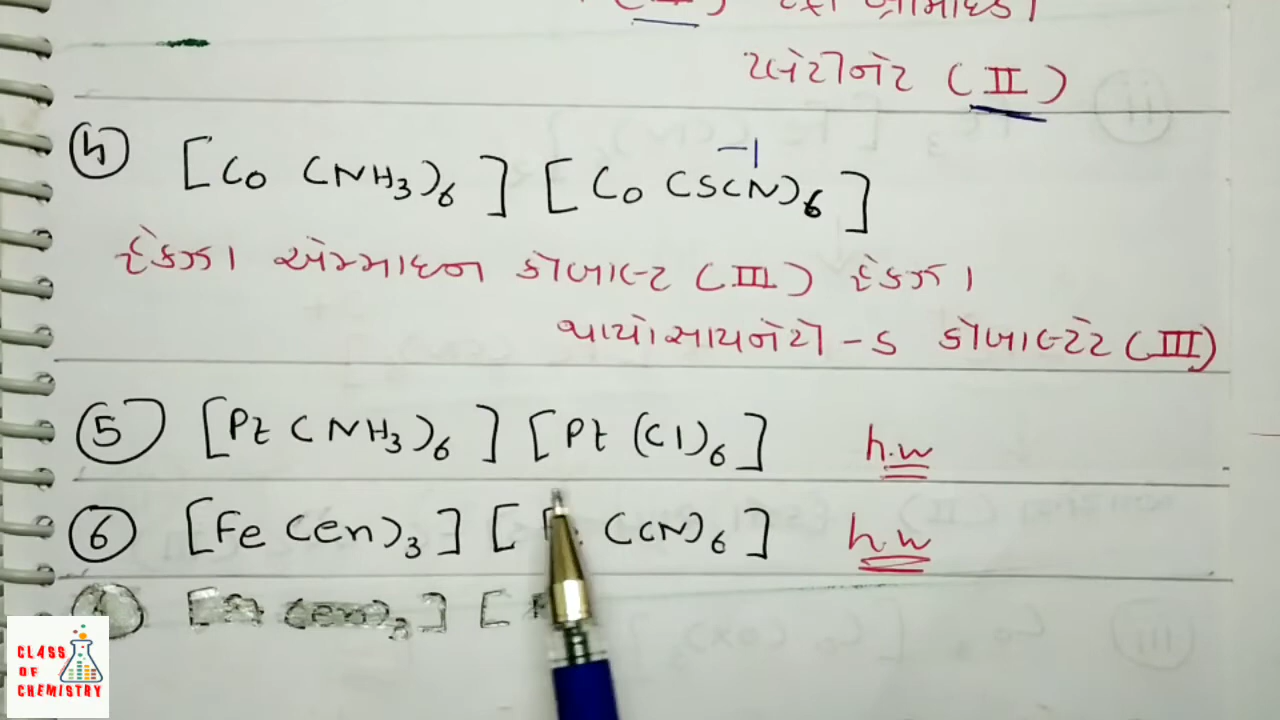 (II)
④ [Co (NH3)6] [Co (SCN)6]
-1
હેક્ઝા એમ્માઇન કોબાલ્ટ (III) હેક્ઝા
થાયોસાયનેટો - S કોબાલ્ટેટ (III)
⑤ [Pt (NH3)6] [Pt (Cl)6] h.w
⑥ [Fe (en)3] [ (CN)6] h.w
CLASS
OF
CHEMISTRY